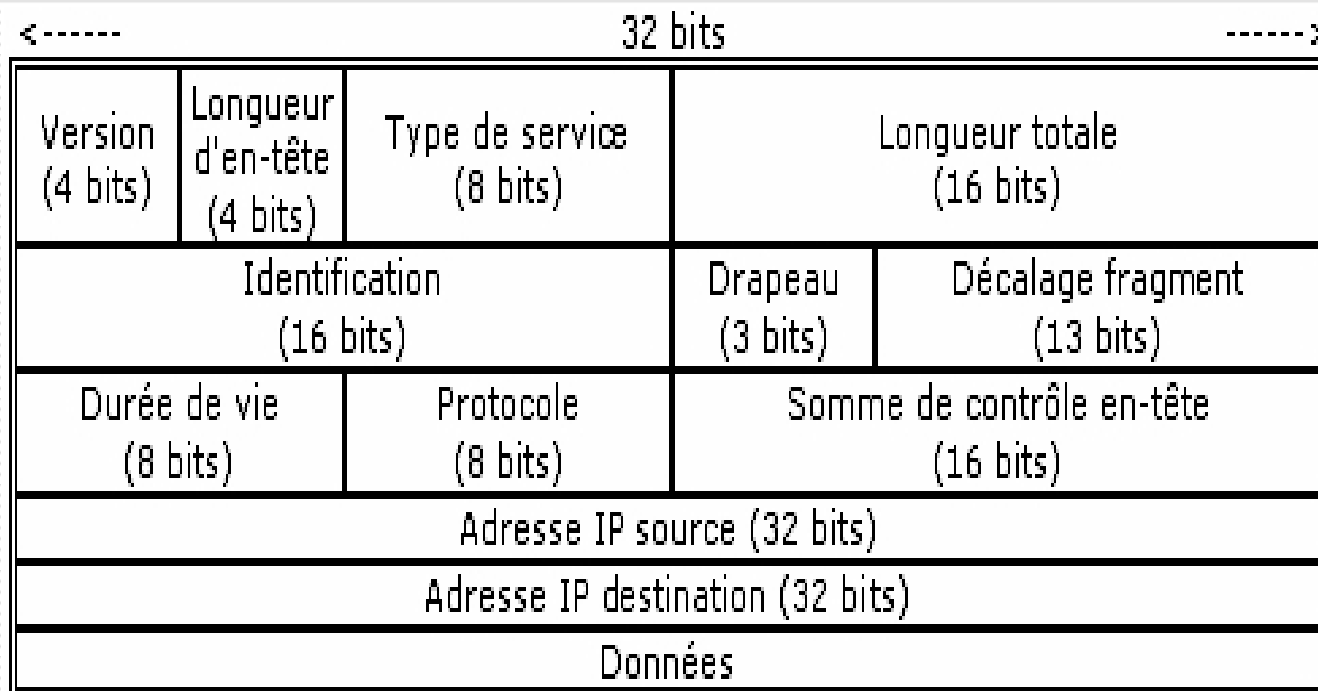 <------ 32 bits ------>
Version
(4 bits)
Longueur
d'en-tête
(4 bits)
Type de service
(8 bits)
Longueur totale
(16 bits)
Identification
(16 bits)
Drapeau
(3 bits)
Décalage fragment
(13 bits)
Durée de vie
(8 bits)
Protocole
(8 bits)
Somme de contrôle en-tête
(16 bits)
Adresse IP source (32 bits)
Adresse IP destination (32 bits)
Données